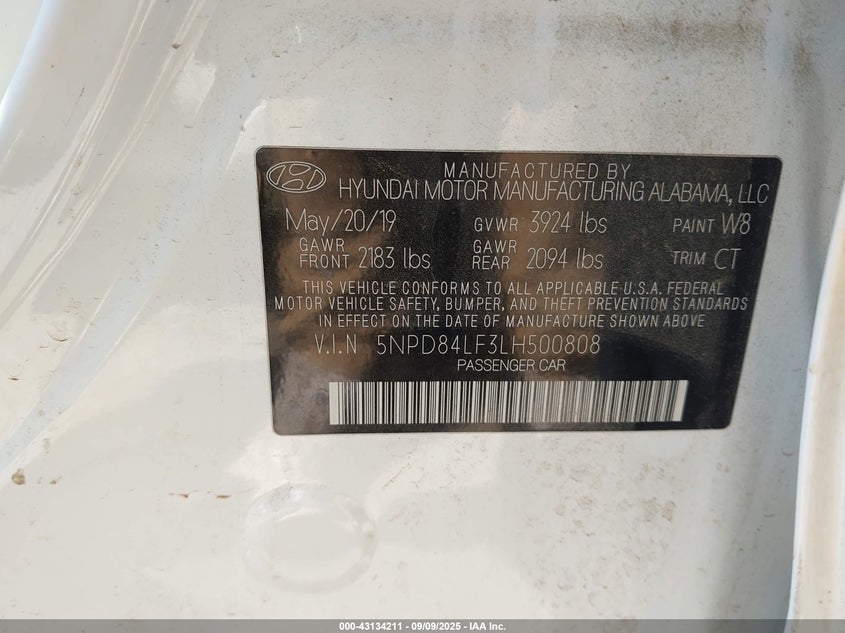 MANUFACTURED BY
HYUNDAI MOTOR MANUFACTURING ALABAMA, LLC
May/20/19 GVWR 3924 lbs PAINT W8
GAWR FRONT 2183 lbs GAWR REAR 2094 lbs TRIM CT
THIS VEHICLE CONFORMS TO ALL APPLICABLE U.S.A. FEDERAL
MOTOR VEHICLE SAFETY, BUMPER, AND THEFT PREVENTION STANDARDS
IN EFFECT ON THE DATE OF MANUFACTURE SHOWN ABOVE
V.I.N 5NPD84LF3LH500808
PASSENGER CAR
000-43134211 - 09/09/2025 - IAA Inc.